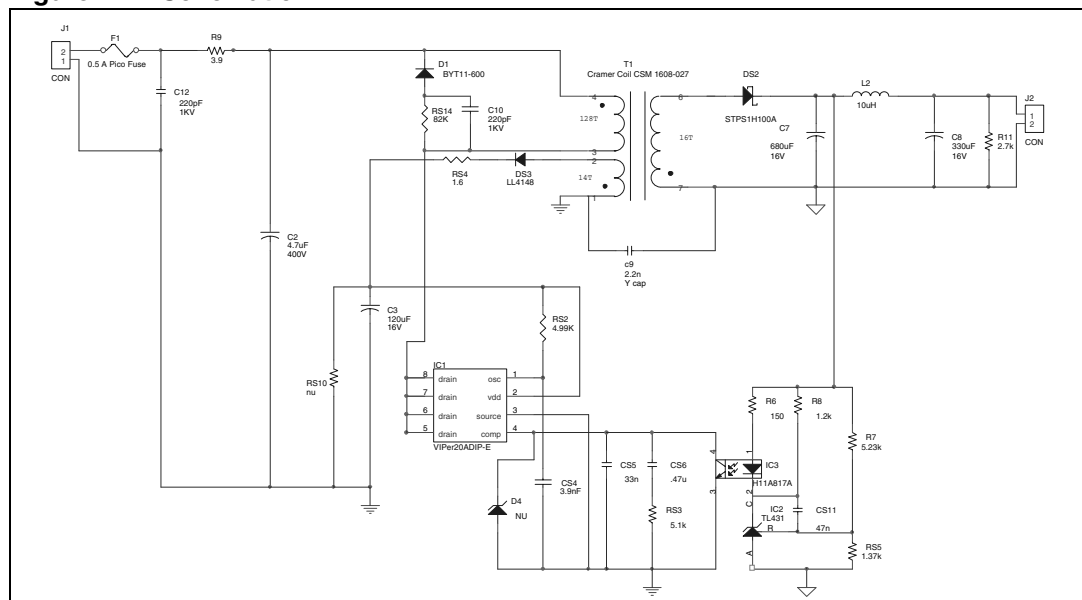 J1
2
1
CON
F1
0.5 A Pico Fuse
R9
3.9
C12
220pF
1KV
D1
BYT11-600
RS14
82K
C10
220pF
1KV
T1
Cramer Coil CSM 1608-027
4
128T
3
2
14T
1
6
16T
7
DS2
STPS1H100A
C7
680uF
16V
L2
10uH
C8
330uF
16V
R11
2.7k
J2
1
2
CON
RS4
1.6
DS3
LL4148
C2
4.7uF
400V
c9
2.2n
Y cap
C3
120uF
16V
RS2
4.99K
RS10
nu
IC1
8 drain osc 1
7 drain vdd 2
6 drain source 3
5 drain comp 4
VIPer20ADIP-E
D4
NU
CS4
3.9nF
CS5
33n
CS6
.47u
RS3
5.1k
4
3
1
2
IC3
H11A817A
R6
150
R8
1.2k
R7
5.23k
C
IC2
TL431
R
A
CS11
47n
RS5
1.37k